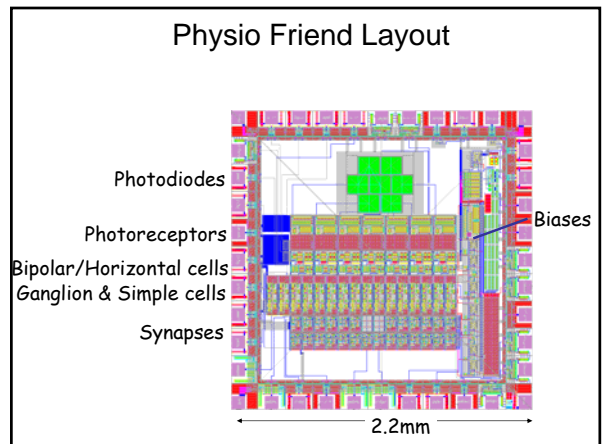 Physio Friend Layout
Photodiodes
Photoreceptors
Biases
Bipolar/Horizontal cells
Ganglion & Simple cells
Synapses
2.2mm